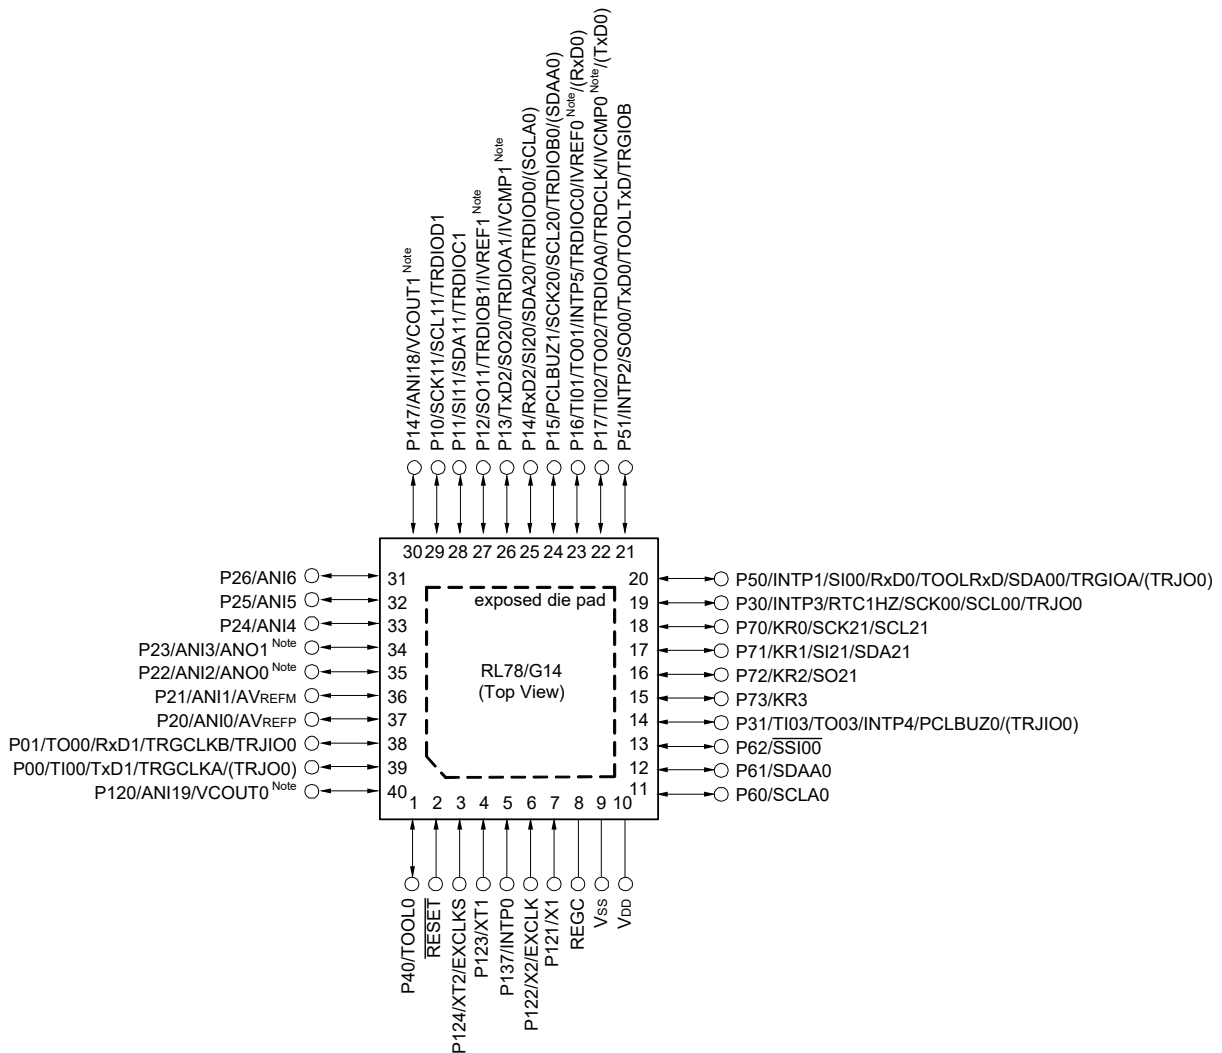 P147/ANI18/VCOUT1 Note
P10/SCK11/SCL11/TRDIOD1
P11/SI11/SDA11/TRDIOC1
P12/SO11/TRDIOB1/IVREF1 Note
P13/TxD2/SO20/TRDIOA1/IVCMP1 Note
P14/RxD2/SI20/SDA20/TRDIOD0/(SCLA0)
P15/PCLBUZ1/SCK20/SCL20/TRDIOB0/(SDAA0)
P16/TI01/TO01/INTP5/TRDIOC0/IVREF0 Note/(RxD0)
P17/TI02/TO02/TRDIOA0/TRDCLK/IVCMP0 Note/(TxD0)
P51/INTP2/SO00/TxD0/TOOLTxD/TRGIOB
30 29 28 27 26 25 24 23 22 21
P26/ANI6 31
P25/ANI5 32
P24/ANI4 33
P23/ANI3/ANO1 Note 34
P22/ANI2/ANO0 Note 35
P21/ANI1/AVREFM 36
P20/ANI0/AVREFP 37
P01/TO00/RxD1/TRGCLKB/TRJIO0 38
P00/TI00/TxD1/TRGCLKA/(TRJO0) 39
P120/ANI19/VCOUT0 Note 40
exposed die pad
RL78/G14
(Top View)
20 P50/INTP1/SI00/RxD0/TOOLRxD/SDA00/TRGIOA/(TRJO0)
19 P30/INTP3/RTC1HZ/SCK00/SCL00/TRJO0
18 P70/KR0/SCK21/SCL21
17 P71/KR1/SI21/SDA21
16 P72/KR2/SO21
15 P73/KR3
14 P31/TI03/TO03/INTP4/PCLBUZ0/(TRJIO0)
13 P62/SSI00
12 P61/SDAA0
11 P60/SCLA0
1 2 3 4 5 6 7 8 9 10
P40/TOOL0
RESET
P124/XT2/EXCLKS
P123/XT1
P137/INTP0
P122/X2/EXCLK
P121/X1
REGC
VSS
VDD